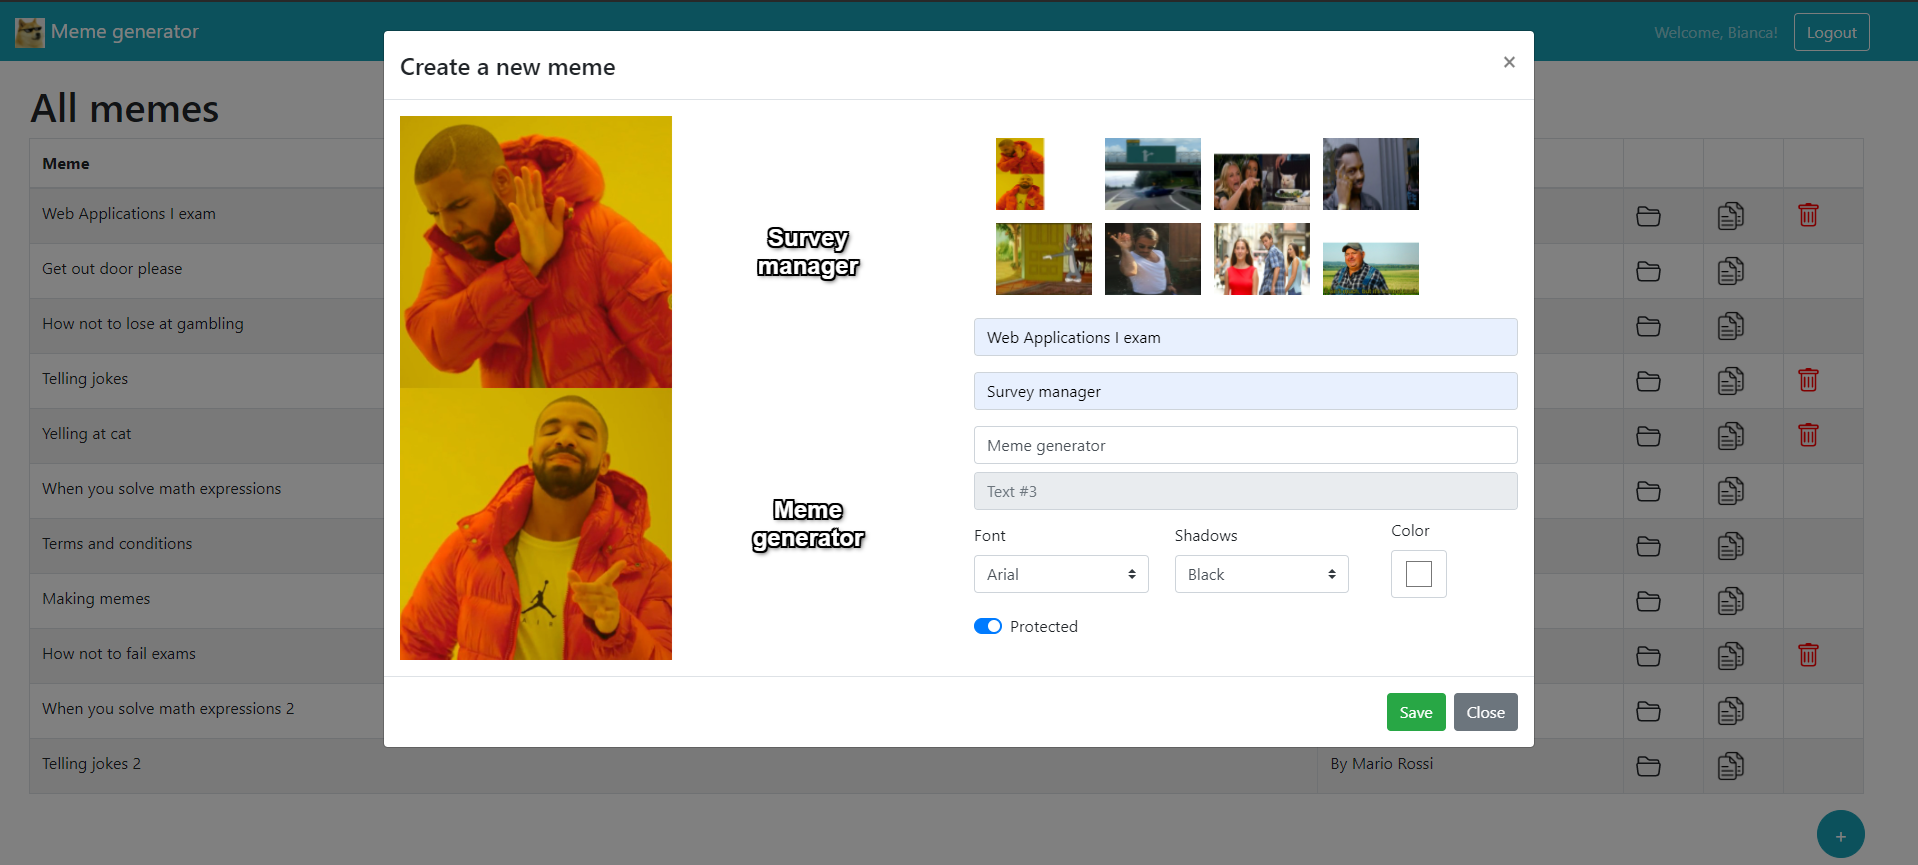 Meme generator
Welcome, Bianca!
Logout
All memes
Meme
Web Applications I exam
Get out door please
How not to lose at gambling
Telling jokes
Yelling at cat
When you solve math expressions
Terms and conditions
Making memes
How not to fail exams
When you solve math expressions 2
Telling jokes 2
By Mario Rossi
+
Create a new meme
×
Survey
manager
Meme
generator
Web Applications I exam
Survey manager
Meme generator
Text #3
Font
Shadows
Color
Arial
Black
Protected
Save
Close